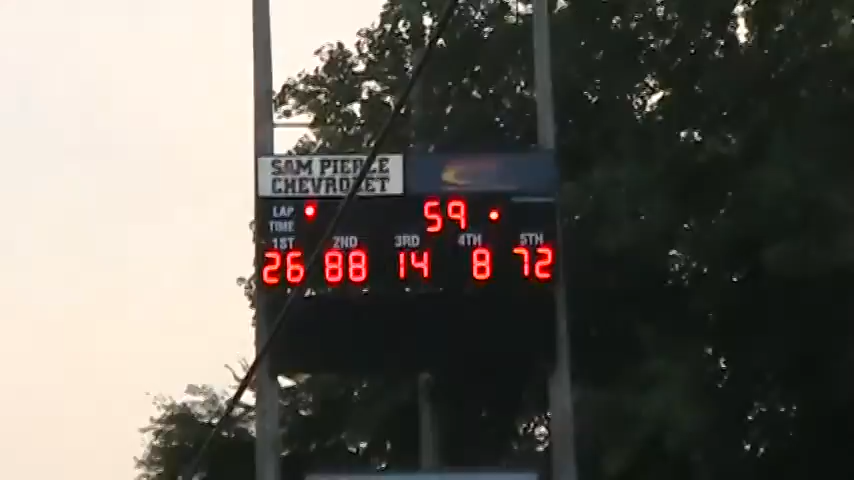 SAM PIERCE
CHEVROLET
LAP
TIME
59
1ST 2ND 3RD 4TH 5TH
26 88 14 8 72